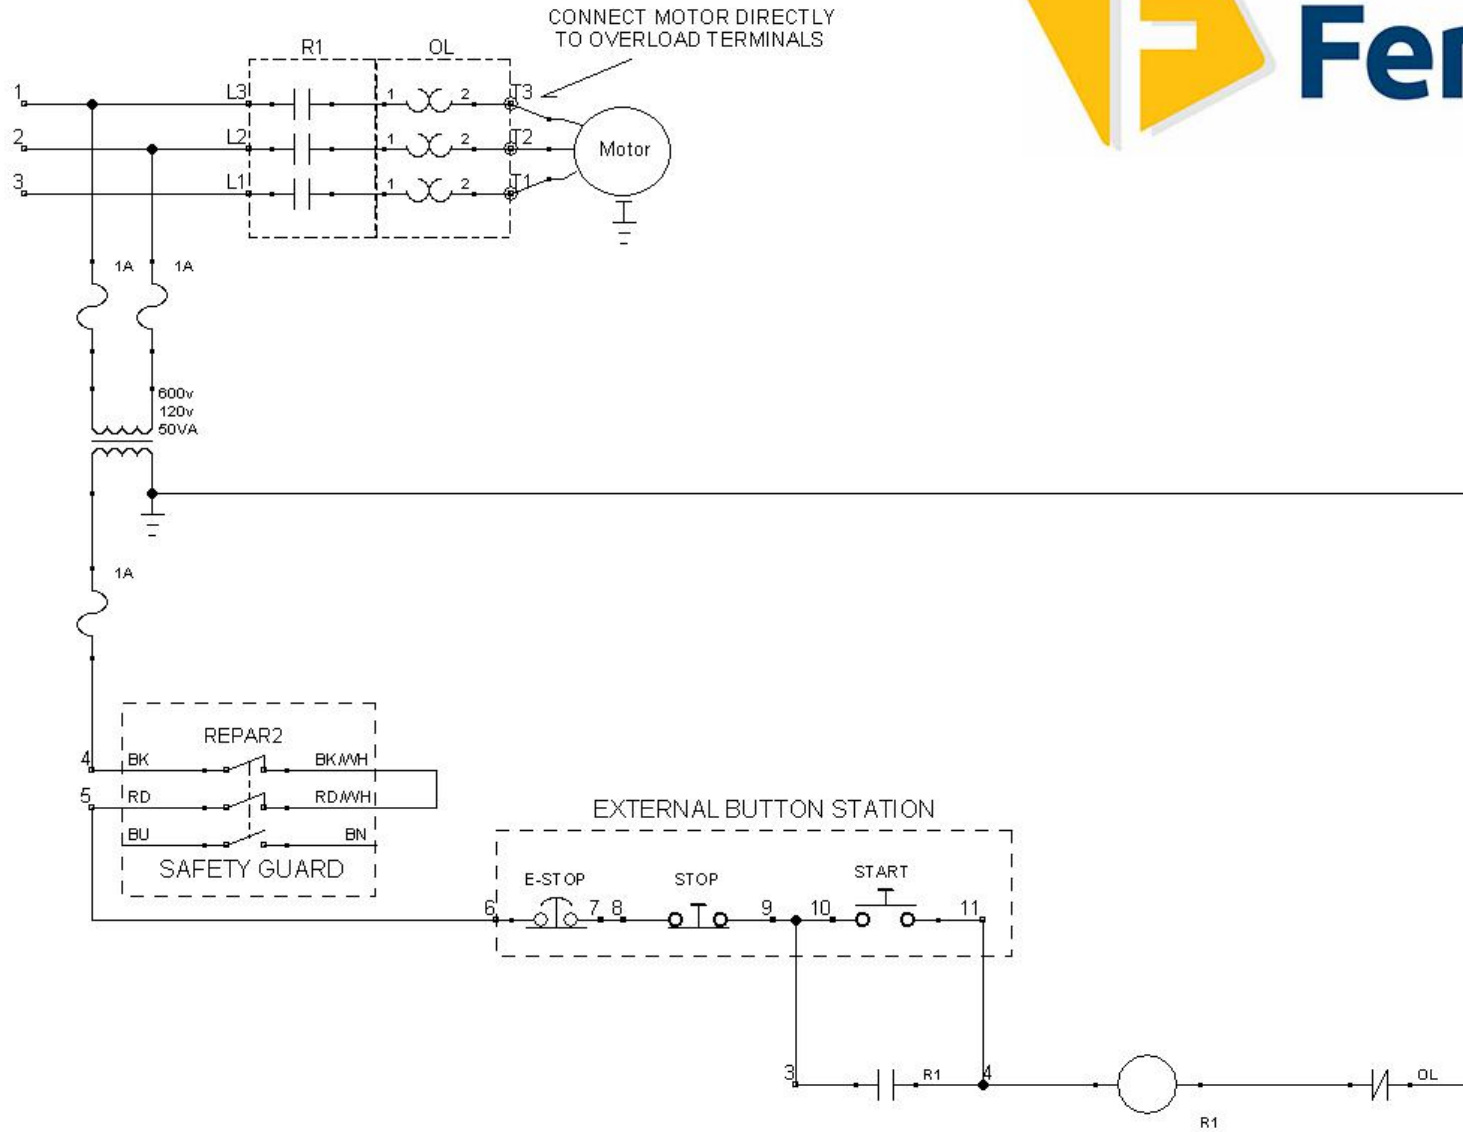 CONNECT MOTOR DIRECTLY
TO OVERLOAD TERMINALS
Fer
R1 OL
1 L3 1 2 T3
2 L2 1 2 T2
Motor
3 L1 1 2 T1
1A 1A
600v
120v
50VA
1A
REPAR2
4 BK BK/WH
5 RD RD/WH
BU BN
SAFETY GUARD
EXTERNAL BUTTON STATION
E-STOP STOP START
6 7 8 9 10 11
3 R1 4 OL
R1